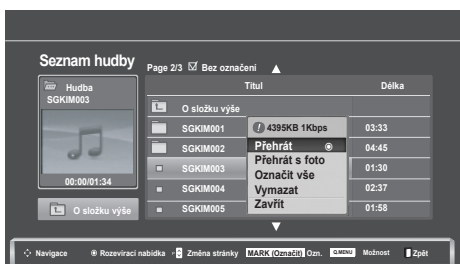 Seznam hudby
Page 2/3 Bez označení
Hudba
SGKIM003
00:00/01:34
O složku výše
Titul Délka
O složku výše
SGKIM001 03:33
SGKIM002 04:45
SGKIM003 01:30
SGKIM004 02:37
SGKIM005 01:58
4395KB 1Kbps
Přehrát
Přehrát s foto
Označit vše
Vymazat
Zavřít
Navigace Rozevírací nabídka Změna stránky MARK (Označit) Ozn. Q.MENU Možnost Zpět